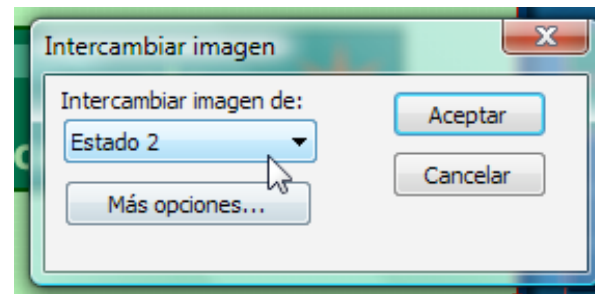 Intercambiar imagen
Intercambiar imagen de:
Estado 2
Aceptar
Cancelar
Más opciones...